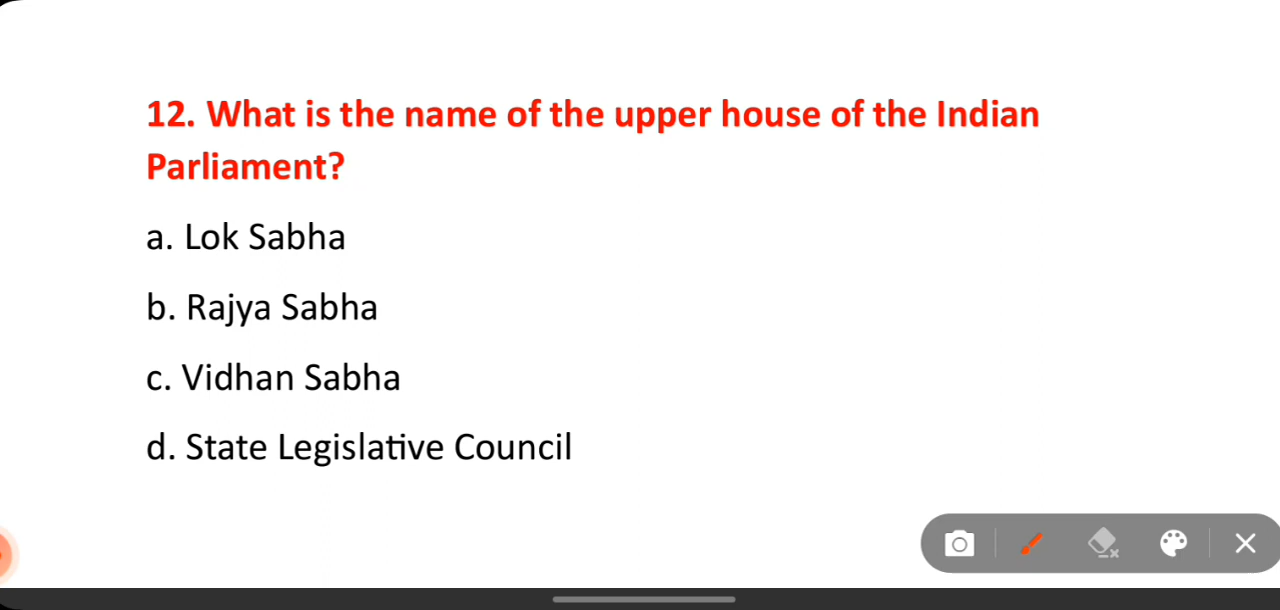 12. What is the name of the upper house of the Indian
Parliament?
a. Lok Sabha
b. Rajya Sabha
c. Vidhan Sabha
d. State Legislative Council